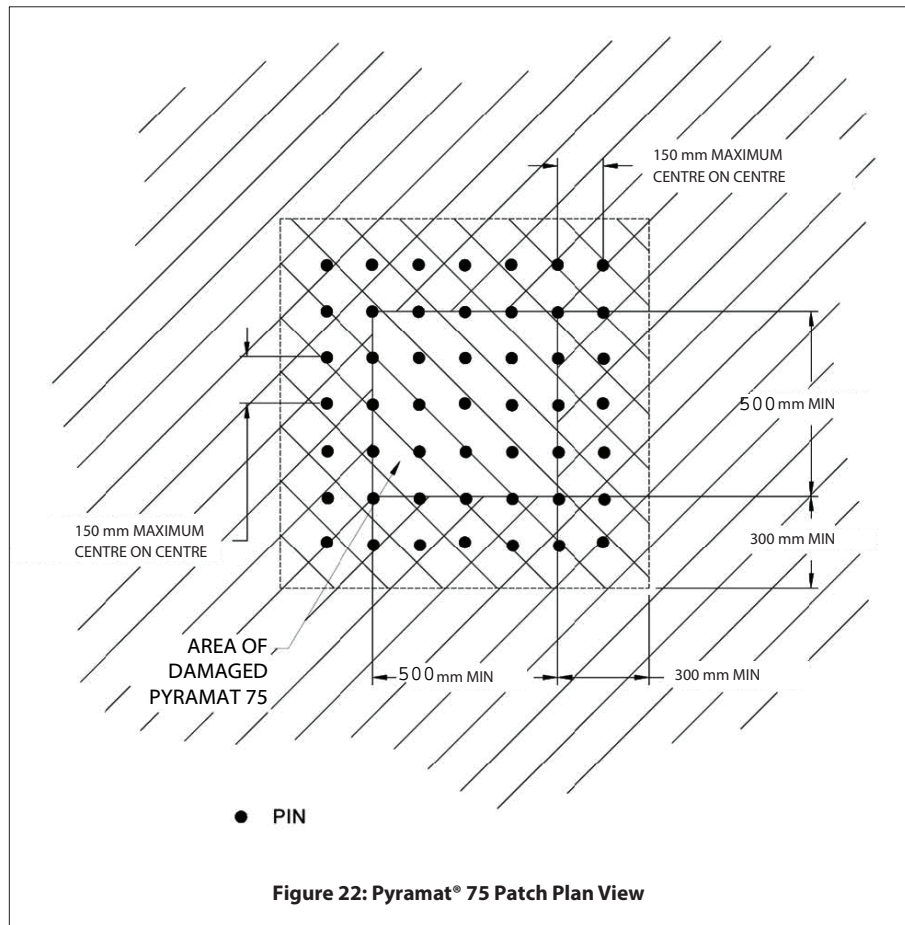 150 mm MAXIMUM
CENTRE ON CENTRE
500 mm MIN
150 mm MAXIMUM
CENTRE ON CENTRE
300 mm MIN
AREA OF
DAMAGED
PYRAMAT 75
500 mm MIN
300 mm MIN
PIN
Figure 22: Pyramat® 75 Patch Plan View